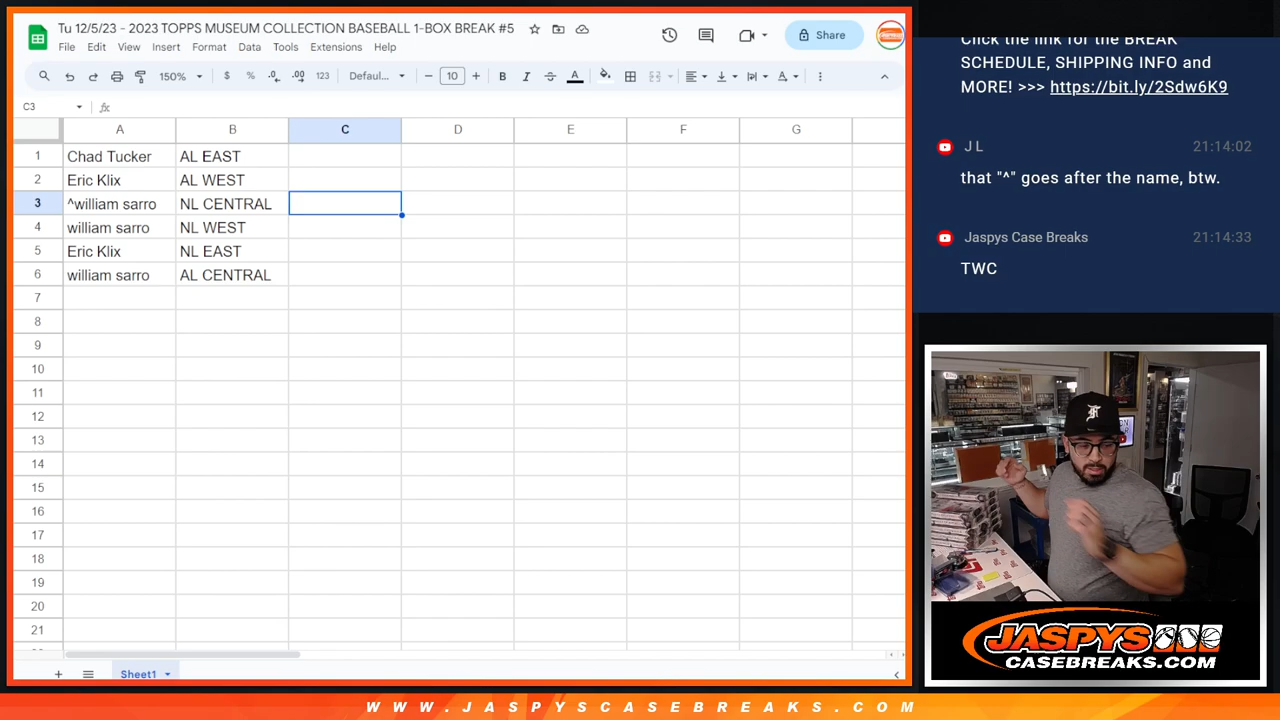 Tu 12/5/23 - 2023 TOPPS MUSEUM COLLECTION BASEBALL 1-BOX BREAK #5
File Edit View Insert Format Data Tools Extensions Help
Share
150% $ % .0 .00 123 Defaul... 10 B I A
C3 fx
A B C D E F G
1 Chad Tucker AL EAST
2 Eric Klix AL WEST
3 ^william sarro NL CENTRAL
4 william sarro NL WEST
5 Eric Klix NL EAST
6 william sarro AL CENTRAL
7
8
9
10
11
12
13
14
15
16
17
18
19
20
21
Sheet1
Click the link for the BREAK
SCHEDULE, SHIPPING INFO and
MORE! >>> https://bit.ly/2Sdw6K9
J L 21:14:02
that "^" goes after the name, btw.
Jaspys Case Breaks 21:14:33
TWC
JASPYS
CASEBREAKS.COM
WWW.JASPYSCASEBREAKS.COM